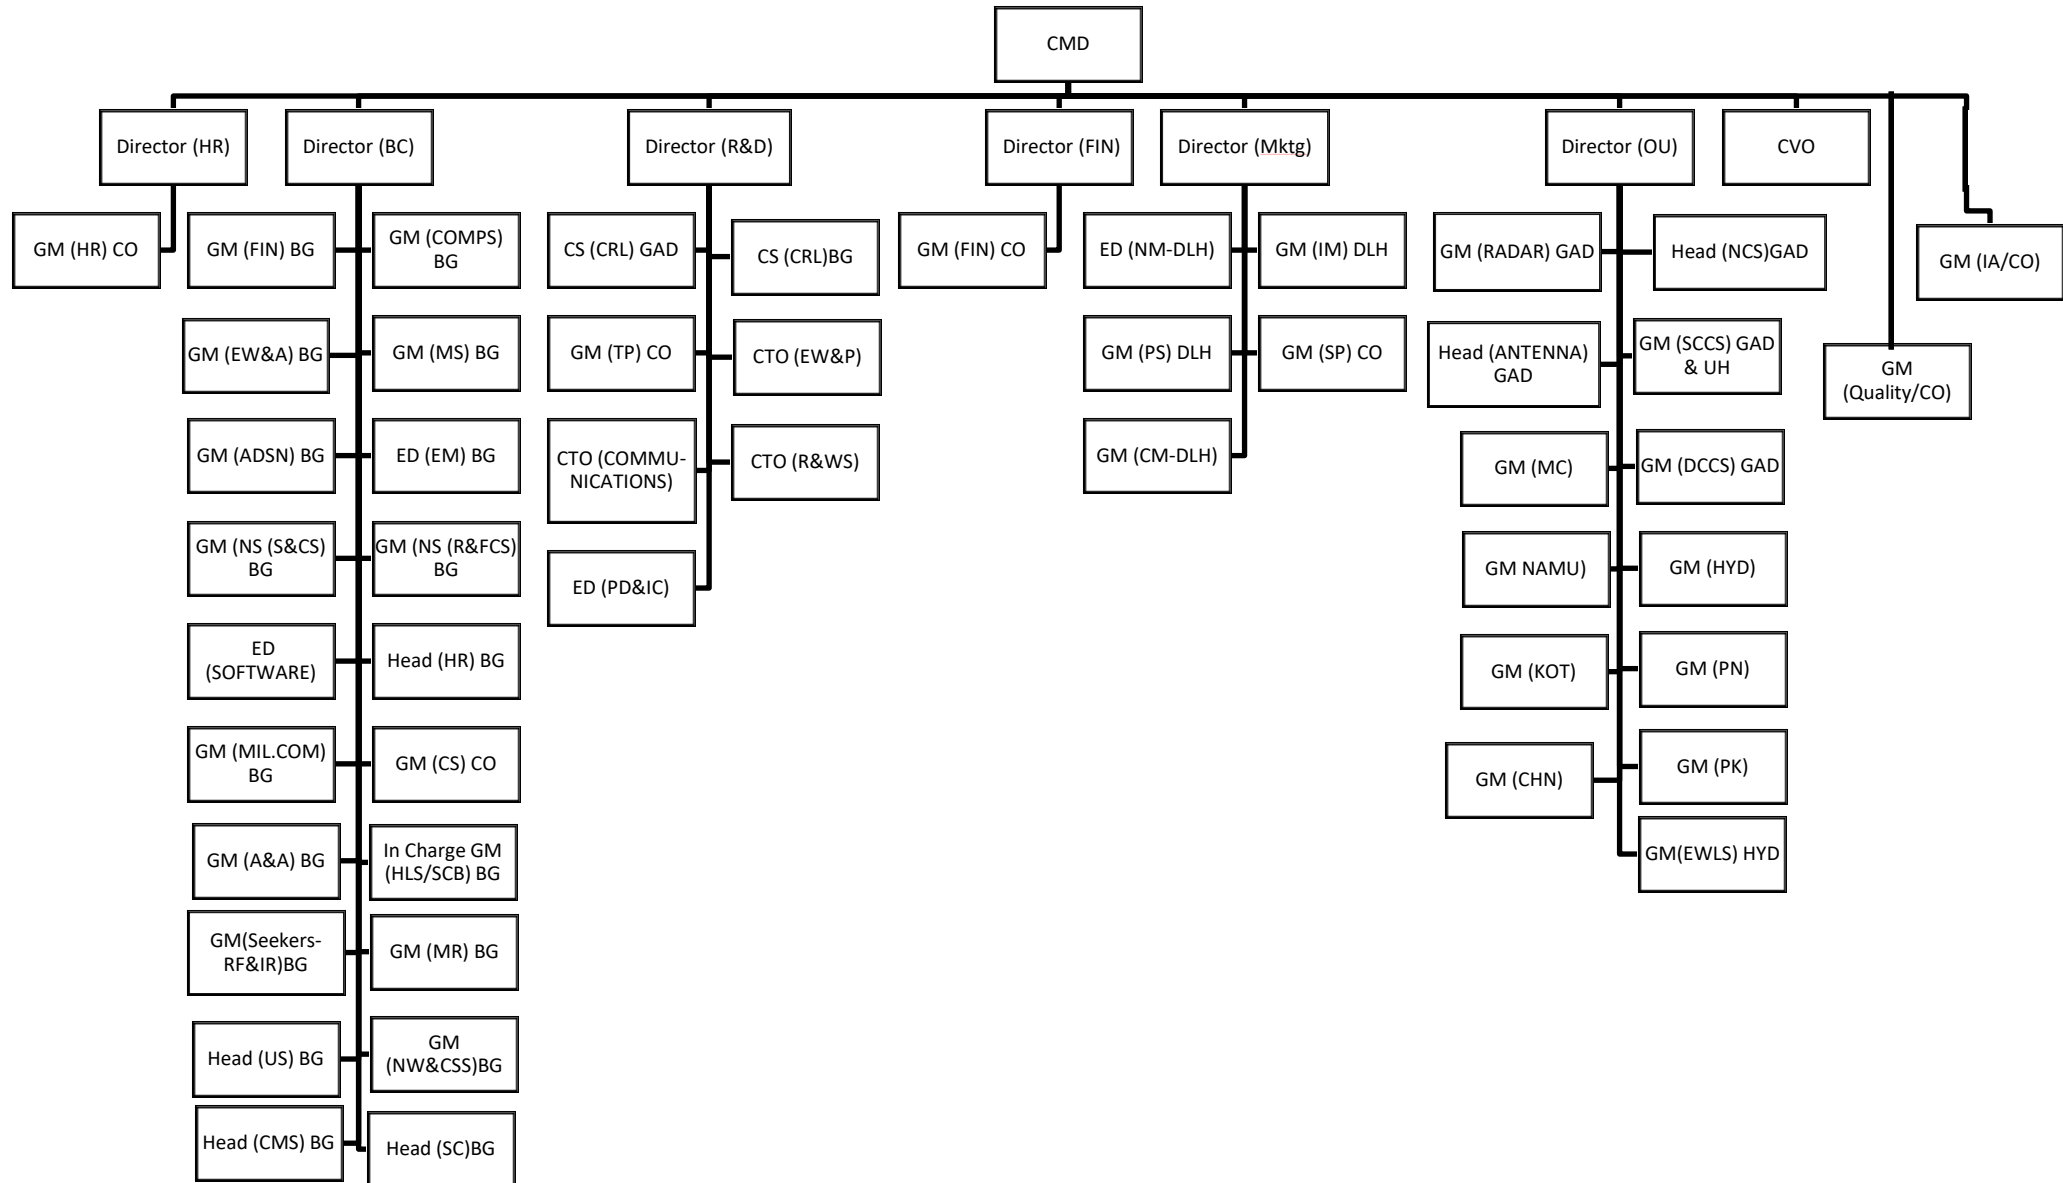 CMD
Director (HR)
Director (BC)
Director (R&D)
Director (FIN)
Director (Mktg)
Director (OU)
CVO
GM (HR) CO
GM (FIN) BG
GM (COMPS)
BG
GM (EW&A) BG
GM (MS) BG
GM (ADSN) BG
ED (EM) BG
GM (NS (S&CS)
BG
GM (NS (R&FCS)
BG
ED
(SOFTWARE)
Head (HR) BG
GM (MIL.COM)
BG
GM (CS) CO
GM (A&A) BG
In Charge GM
(HLS/SCB) BG
GM(Seekers-
RF&IR)BG
GM (MR) BG
Head (US) BG
GM
(NW&CSS)BG
Head (CMS) BG
Head (SC)BG
CS (CRL) GAD
CS (CRL)BG
GM (TP) CO
CTO (EW&P)
CTO (COMMU-
NICATIONS)
CTO (R&WS)
ED (PD&IC)
GM (FIN) CO
ED (NM-DLH)
GM (IM) DLH
GM (PS) DLH
GM (SP) CO
GM (CM-DLH)
GM (RADAR) GAD
Head (NCS)GAD
Head (ANTENNA)
GAD
GM (SCCS) GAD
& UH
GM (MC)
GM (DCCS) GAD
GM NAMU)
GM (HYD)
GM (KOT)
GM (PN)
GM (CHN)
GM (PK)
GM(EWLS) HYD
GM
(Quality/CO)
GM (IA/CO)